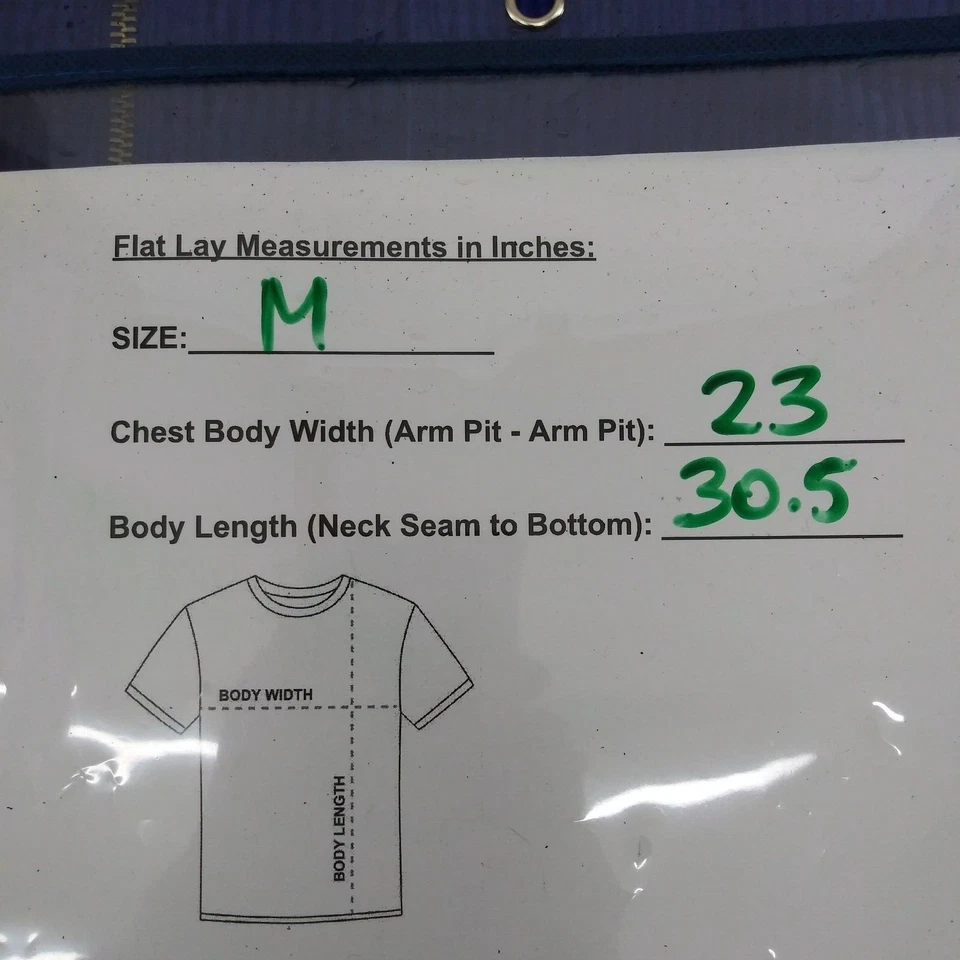 Flat Lay Measurements in Inches:
SIZE: M
Chest Body Width (Arm Pit - Arm Pit): 23
Body Length (Neck Seam to Bottom): 30.5
BODY WIDTH
BODY LENGTH